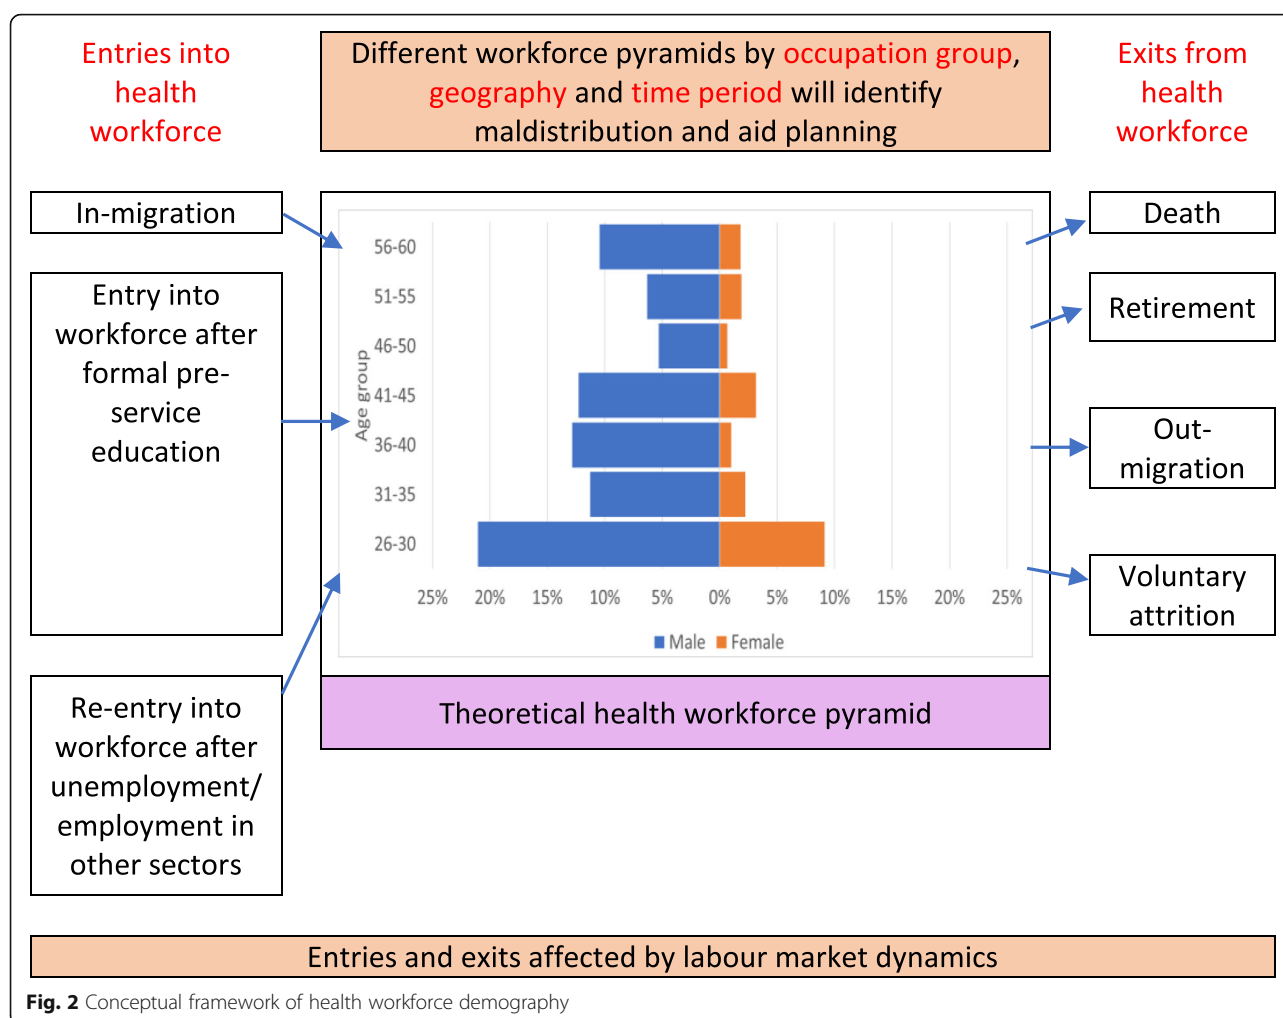 Entries into
health
workforce
Different workforce pyramids by occupation group,
geography and time period will identify
maldistribution and aid planning
Exits from
health
workforce
In-migration
Entry into
workforce after
formal pre-
service
education
Re-entry into
workforce after
unemployment/
employment in
other sectors
Age group
56-60
51-55
46-50
41-45
36-40
31-35
26-30
25% 20% 15% 10% 5% 0% 5% 10% 15% 20% 25%
Male Female
Theoretical health workforce pyramid
Death
Retirement
Out-
migration
Voluntary
attrition
Entries and exits affected by labour market dynamics
Fig. 2 Conceptual framework of health workforce demography